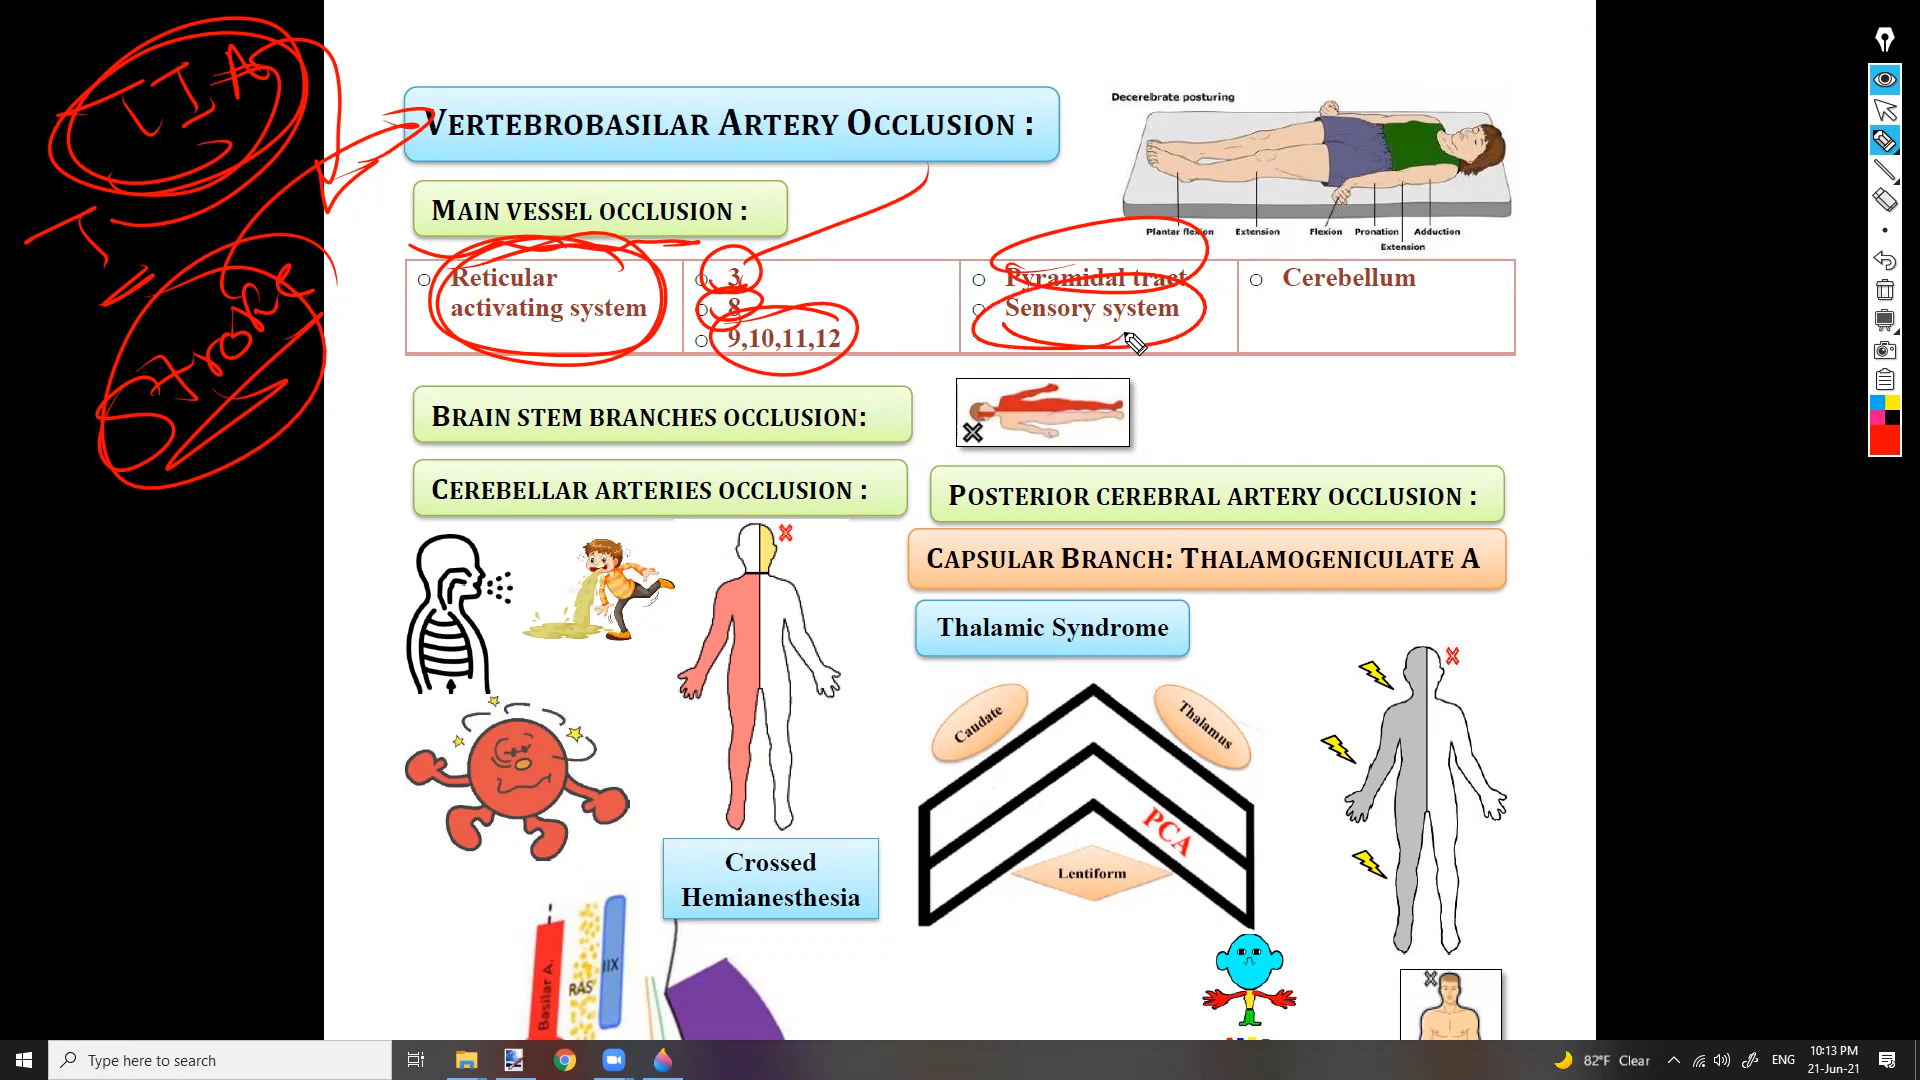 TIAs
Stroke
VERTEBROBASILAR ARTERY OCCLUSION :
Decerebrate posturing
Plantar flexion
Extension
Flexion
Pronation
Adduction
Extension
MAIN VESSEL OCCLUSION :
Reticular
activating system
3
8
9,10,11,12
Pyramidal tract
Sensory system
Cerebellum
BRAIN STEM BRANCHES OCCLUSION:
CEREBELLAR ARTERIES OCCLUSION :
POSTERIOR CEREBRAL ARTERY OCCLUSION :
CAPSULAR BRANCH: THALAMOGENICULATE A
Thalamic Syndrome
Caudate
Thalamus
PCA
Lentiform
Crossed
Hemianesthesia
Basilar A.
RAS
IIX
Type here to search
82°F Clear
ENG
10:13 PM
21-Jun-21